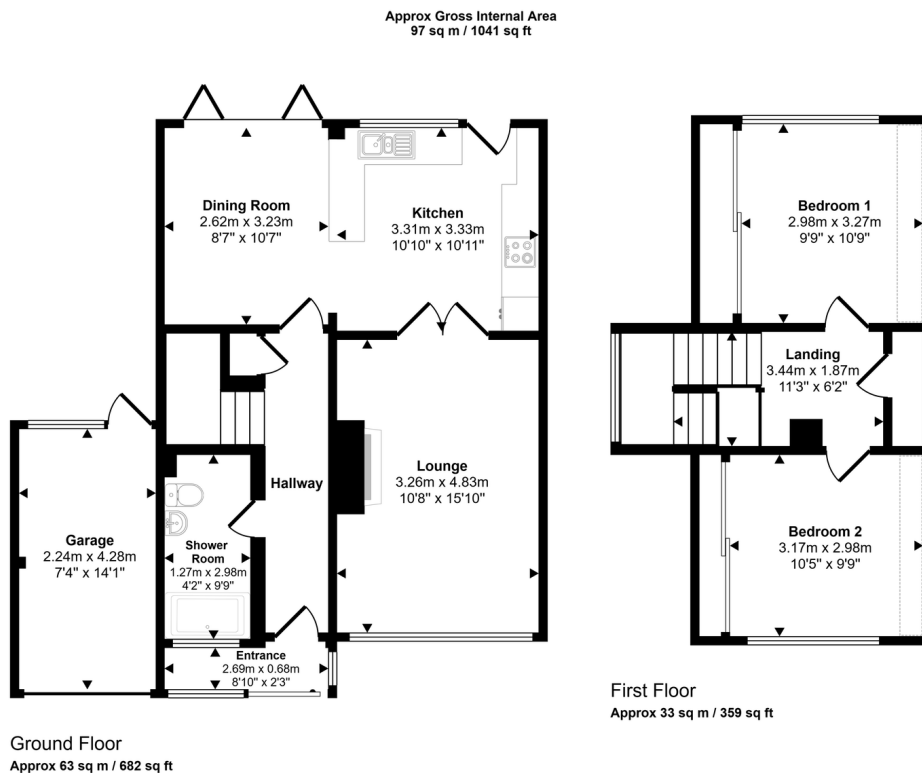 Approx Gross Internal Area
97 sq m / 1041 sq ft
Dining Room
2.62m x 3.23m
8'7" x 10'7"
Kitchen
3.31m x 3.33m
10'10" x 10'11"
Lounge
3.26m x 4.83m
10'8" x 15'10"
Hallway
Garage
2.24m x 4.28m
7'4" x 14'1"
Shower
Room
1.27m x 2.98m
4'2" x 9'9"
Entrance
2.69m x 0.68m
8'10" x 2'3"
Ground Floor
Approx 63 sq m / 682 sq ft
Bedroom 1
2.98m x 3.27m
9'9" x 10'9"
Landing
3.44m x 1.87m
11'3" x 6'2"
Bedroom 2
3.17m x 2.98m
10'5" x 9'9"
First Floor
Approx 33 sq m / 359 sq ft